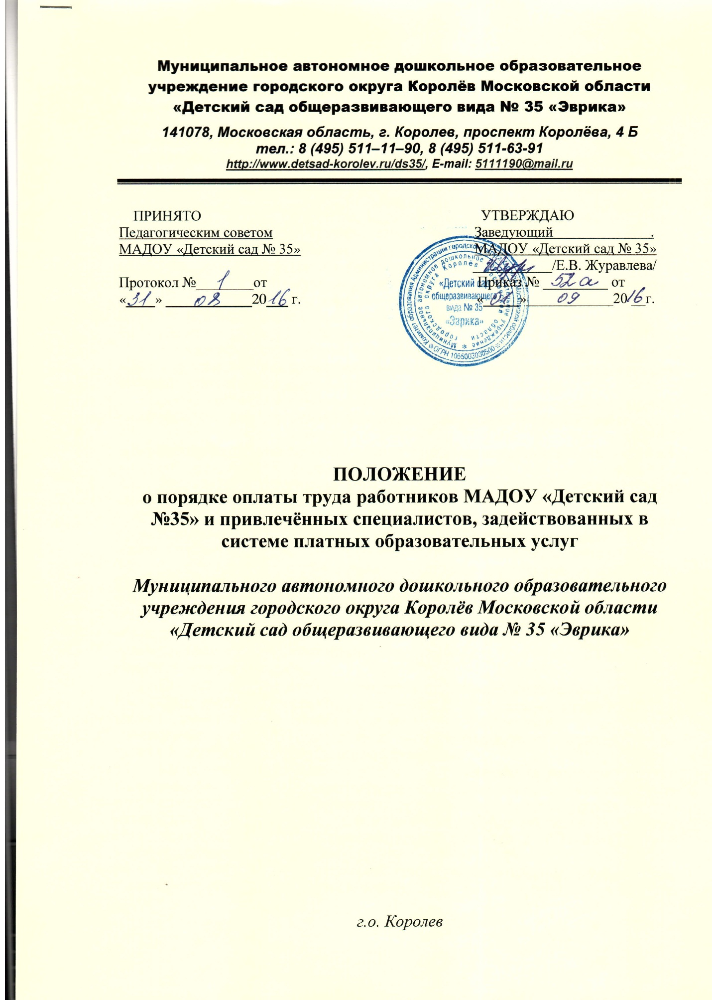 Муниципальное автономное дошкольное образовательное
учреждение городского округа Королёв Московской области
«Детский сад общеразвивающего вида № 35 «Эврика»
141078, Московская область, г. Королев, проспект Королёва, 4 Б
тел.: 8 (495) 511–11–90, 8 (495) 511-63-91
http://www.detsad-korolev.ru/ds35/, E-mail: 5111190@mail.ru
ПРИНЯТО
Педагогическим советом
МАДОУ «Детский сад № 35»
Протокол № 1 от
«31» 08 2016 г.
УТВЕРЖДАЮ
Заведующий .
МАДОУ «Детский сад № 35»
/Е.В. Журавлева/
Приказ № 52 а от
«01» 09 2016 г.
Комитет образования Администрации городского округа Королёв Московской области * ОГРН 1055003030500 *
Муниципальное автономное дошкольное образовательное учреждение *
городского округа Королёв Московской области
«Детский сад
общеразвивающего
вида № 35
«Эврика»
ПОЛОЖЕНИЕ
о порядке оплаты труда работников МАДОУ «Детский сад
№35» и привлечённых специалистов, задействованных в
системе платных образовательных услуг
Муниципального автономного дошкольного образовательного
учреждения городского округа Королёв Московской области
«Детский сад общеразвивающего вида № 35 «Эврика»
г.о. Королев